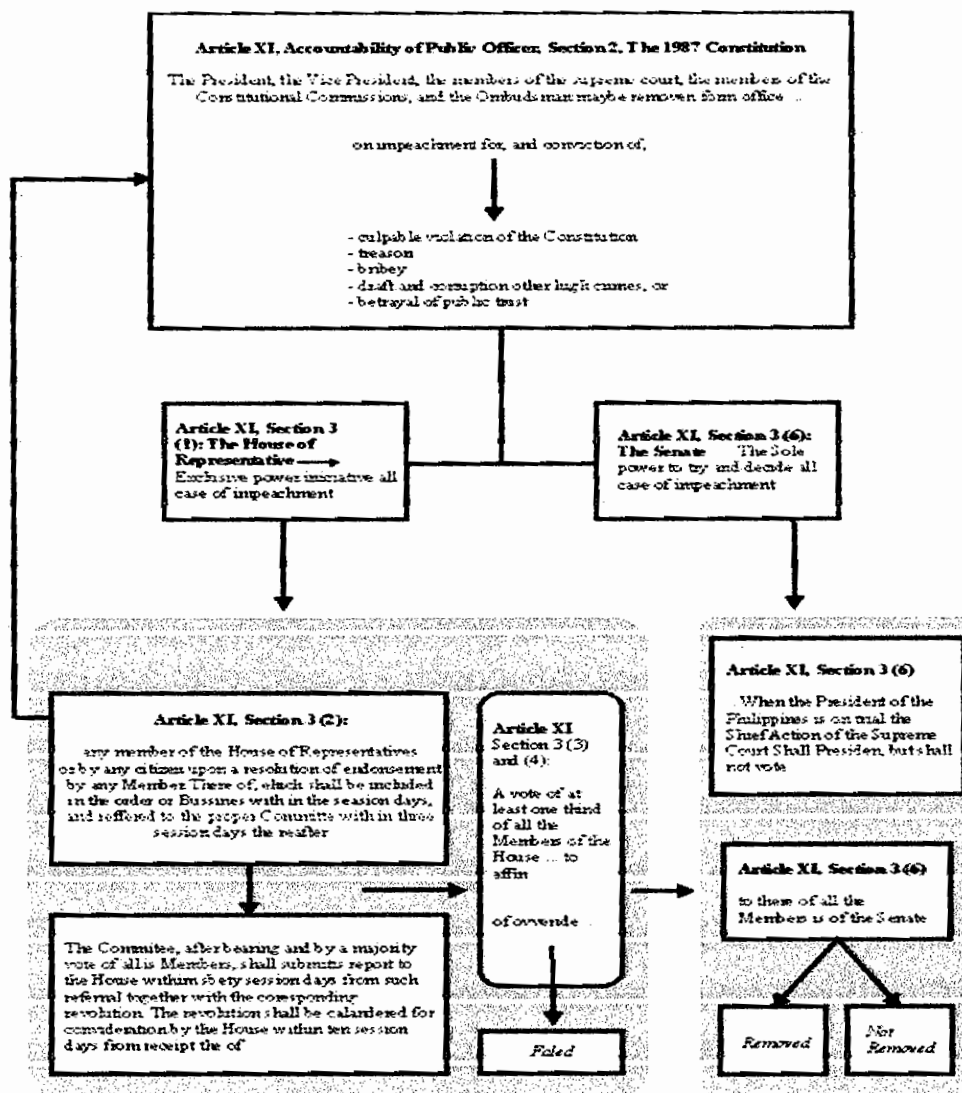 Article XI, Accountability of Public Officer, Section 2, The 1987 Constitution
The President, the Vice President, the members of the supreme court, the members of the
Constitutional Commissions, and the Ombudsman maybe removen form office ...
on impeachment for, and conviction of,
- culpable violation of the Constitution
- treason
- bribey
- draft and corruption other high crimes, or
- betrayal of public trust
Article XI, Section 3
(1): The House of
Representative
Exclusive power iniciative all
case of impeachment
Article XI, Section 3 (6):
The Senate The Sole
power to try and decide all
case of impeachment
Article XI, Section 3 (2):
any member of the House of Representatives
or by any citizen upon a resolution of endorsement
by any Member There of, which shall be included
in the order or Bussines with in the session days,
and reffered to the proper Committe with in three
session days the reafter
The Committee, after bearing and by a majority
vote of all is Members, shall submits report to
the House within sbety session days from such
referral together with the coresponding
revolution. The revolution shall be calandered for
consideration by the House within ten session
days from receipt the of
Article XI
Section 3 (3)
and (4):
A vote of at
least one third
of all the
Members of the
House ... to
affin
of ovvende ...
Faled
Article XI, Section 3 (6)
.. When the President of the
Philippines is on trial the
Shief Action of the Supreme
Court Shall Presiden, but shall
not vote
Article XI, Section 3 (6)
to there of all the
Members is of the Senate
Removed
Not
Removed